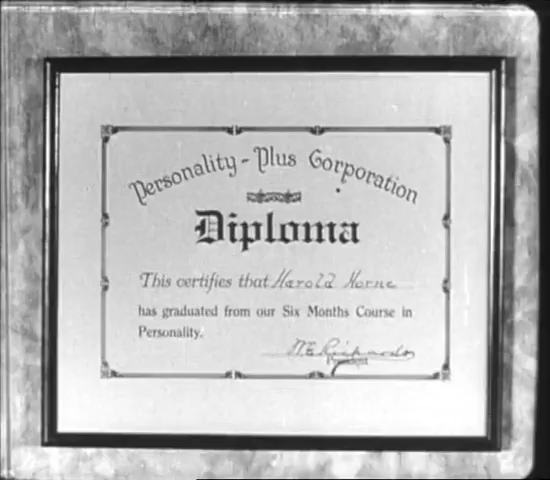 Personality-Plus Corporation
Diploma
This certifies that Harold Horne
has graduated from our Six Months Course in
Personality.